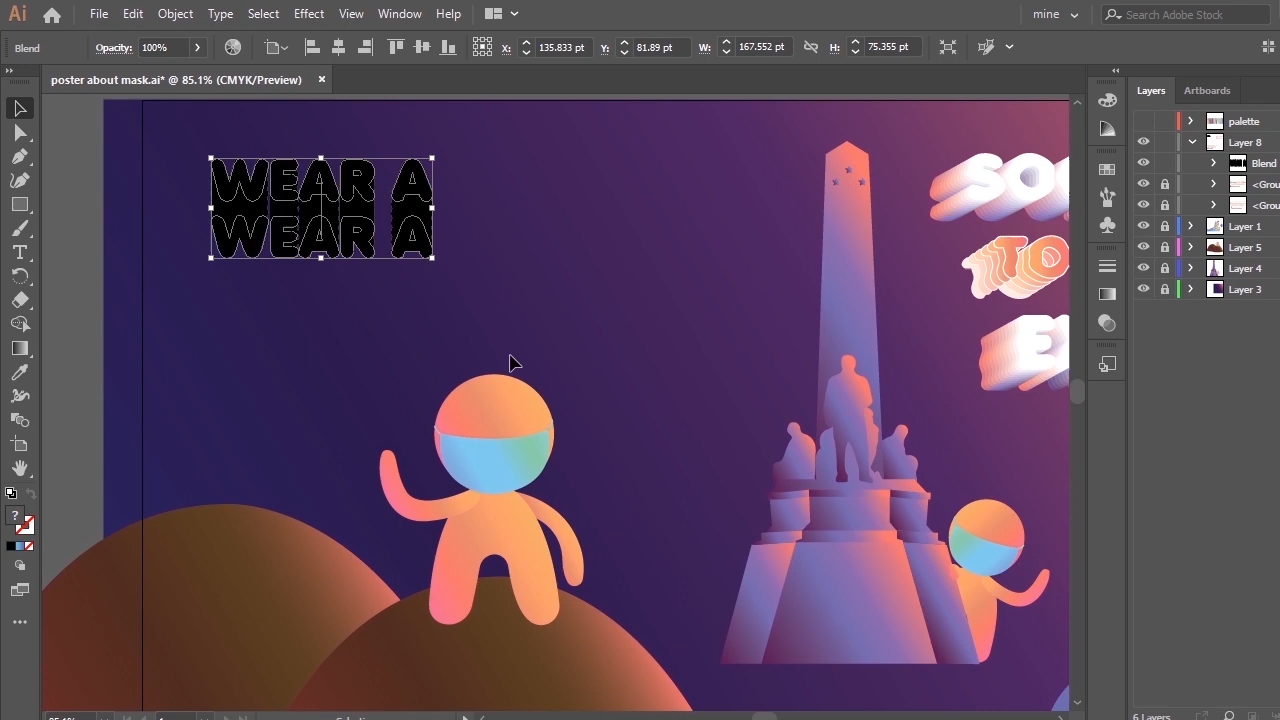 Ai File Edit Object Type Select Effect View Window Help mine Search Adobe Stock
Blend Opacity: 100% X: 135.833 pt Y: 81.89 pt W: 167.552 pt H: 75.355 pt
poster about mask.ai* @ 85.1% (CMYK/Preview) ×
Layers Artboards
palette
Layer 8
Blend
<Grou
<Grou
Layer 1
Layer 5
Layer 4
Layer 3
WEAR A
WEAR A
?
6 Layers